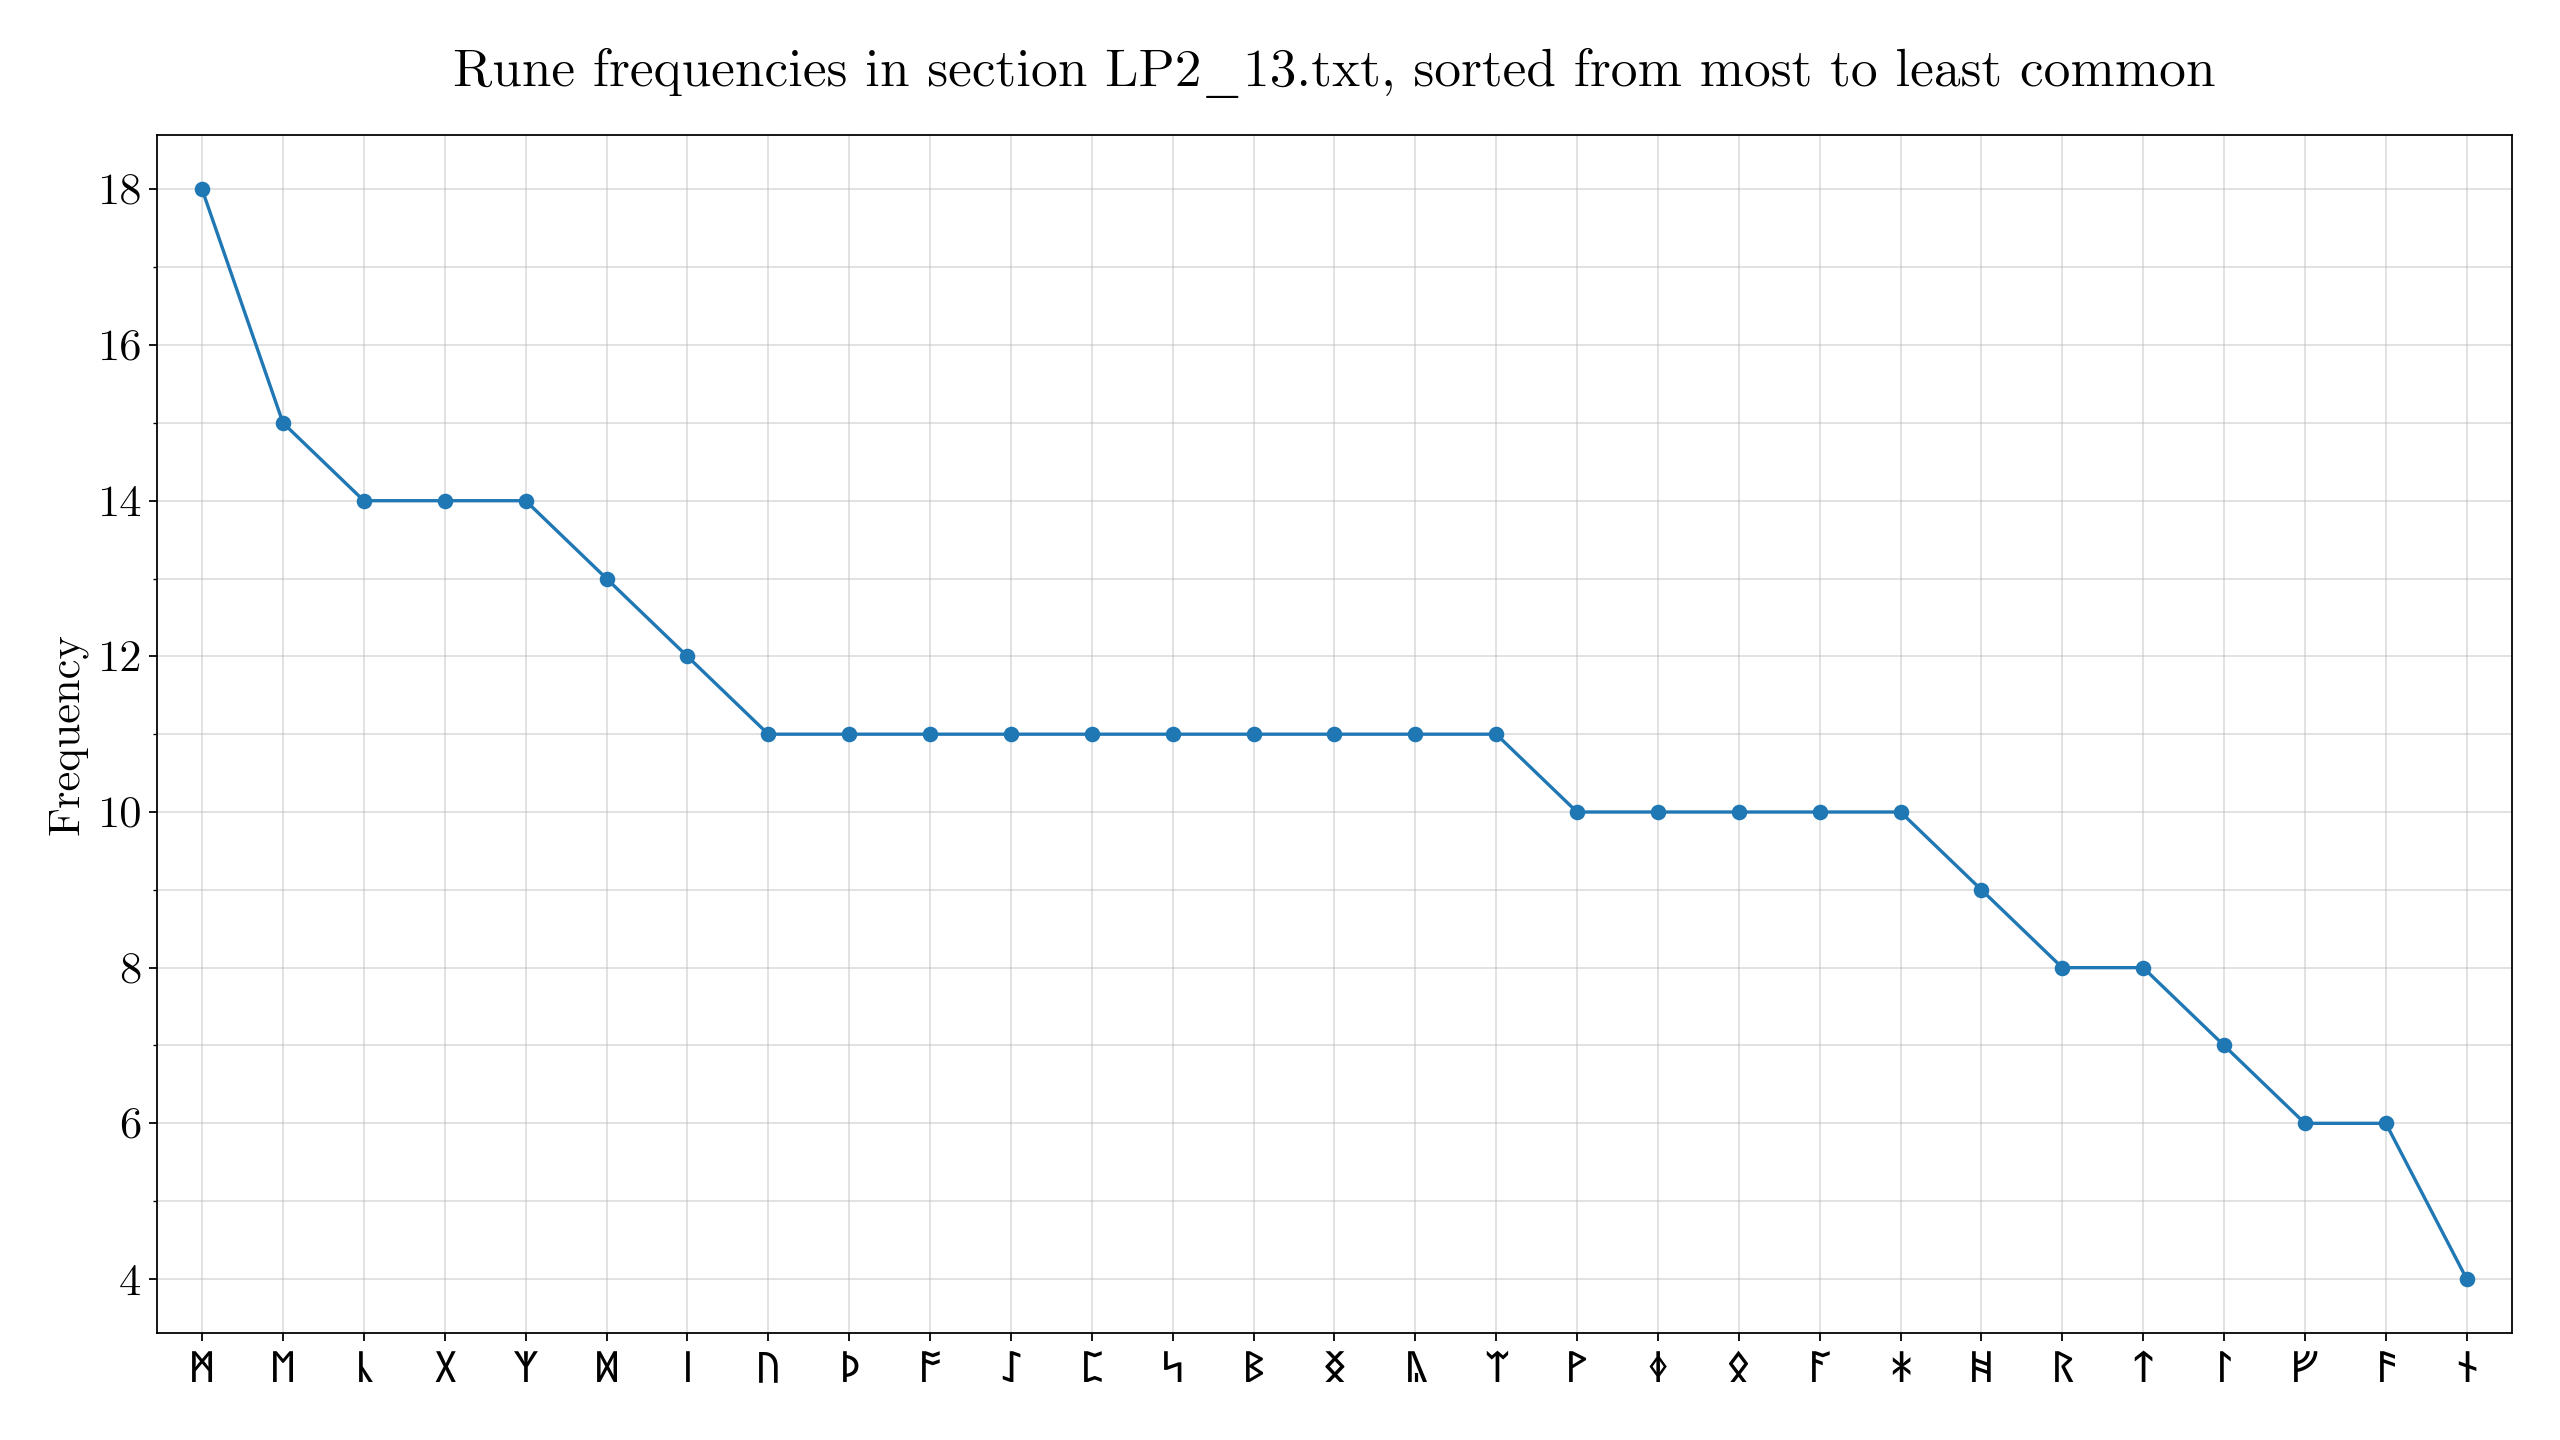 Rune frequencies in section LP2_13.txt, sorted from most to least common
Frequency
18
16
14
12
10
8
6
4
ᛗ ᛖ ᚳ ᚷ ᛉ ᛞ ᛁ ᚢ ᚦ ᚩ ᛇ ᛈ ᛋ ᛒ ᛝ ᚣ ᛠ ᚹ ᛄ ᛟ ᚪ ᛡ ᚻ ᚱ ᛏ ᛚ ᚠ ᚫ ᚾ